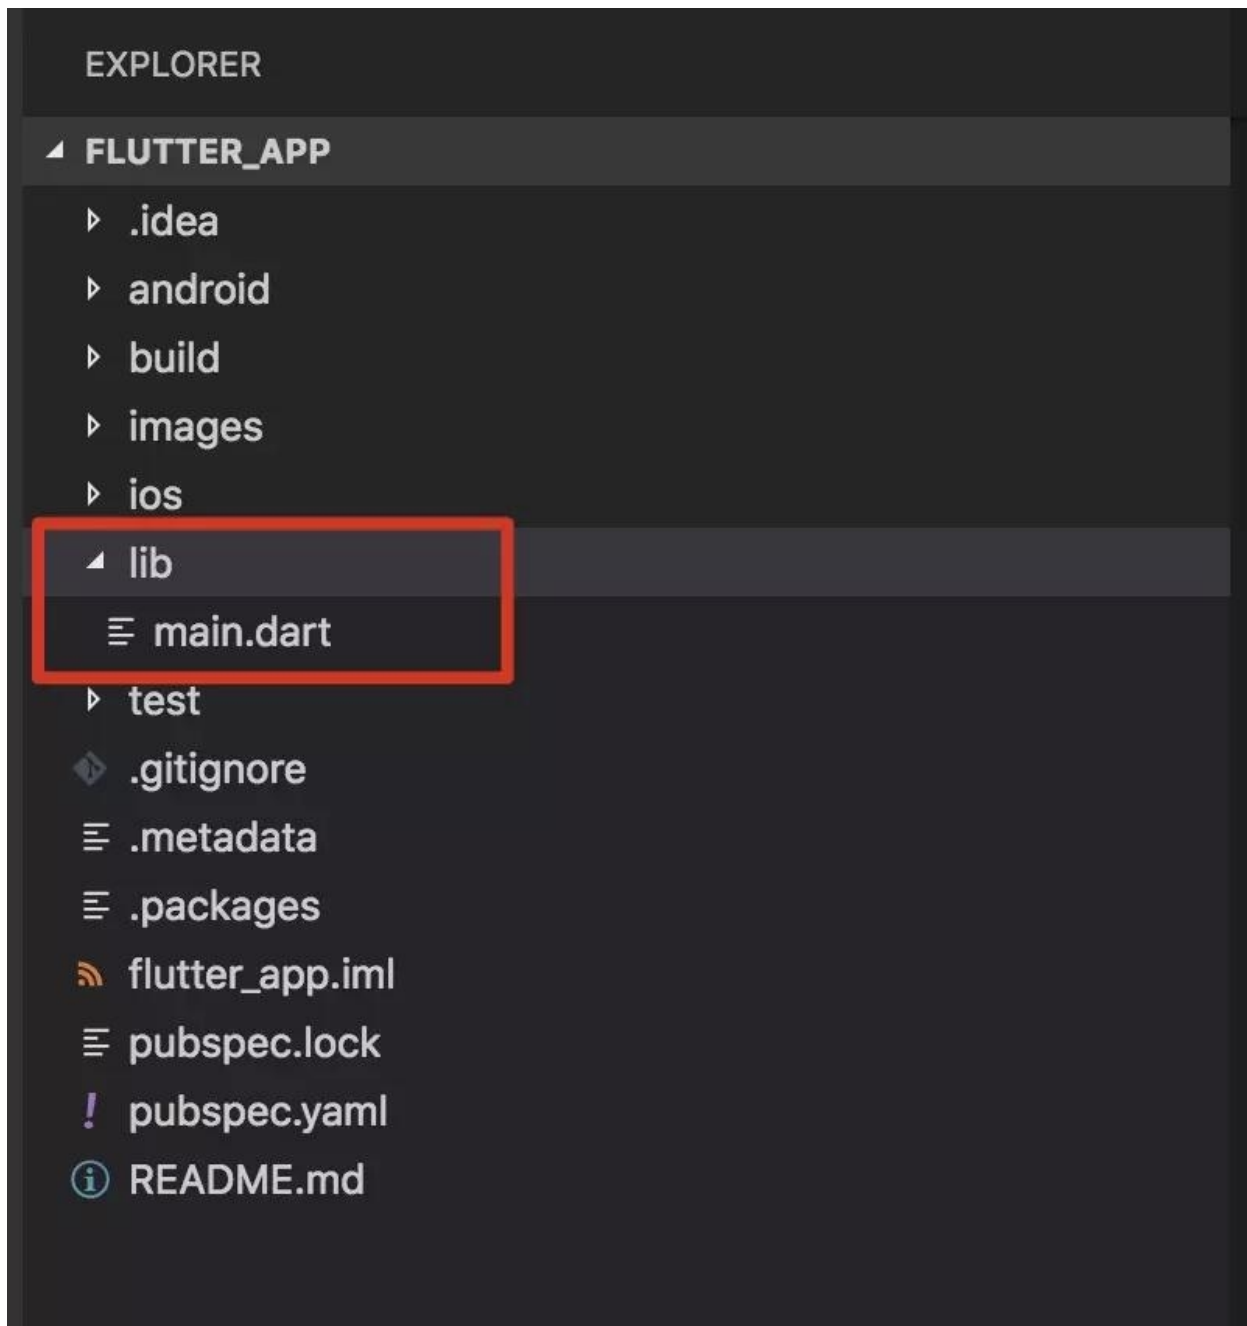 EXPLORER
FLUTTER_APP
.idea
android
build
images
ios
lib
main.dart
test
.gitignore
.metadata
.packages
flutter_app.iml
pubspec.lock
pubspec.yaml
README.md